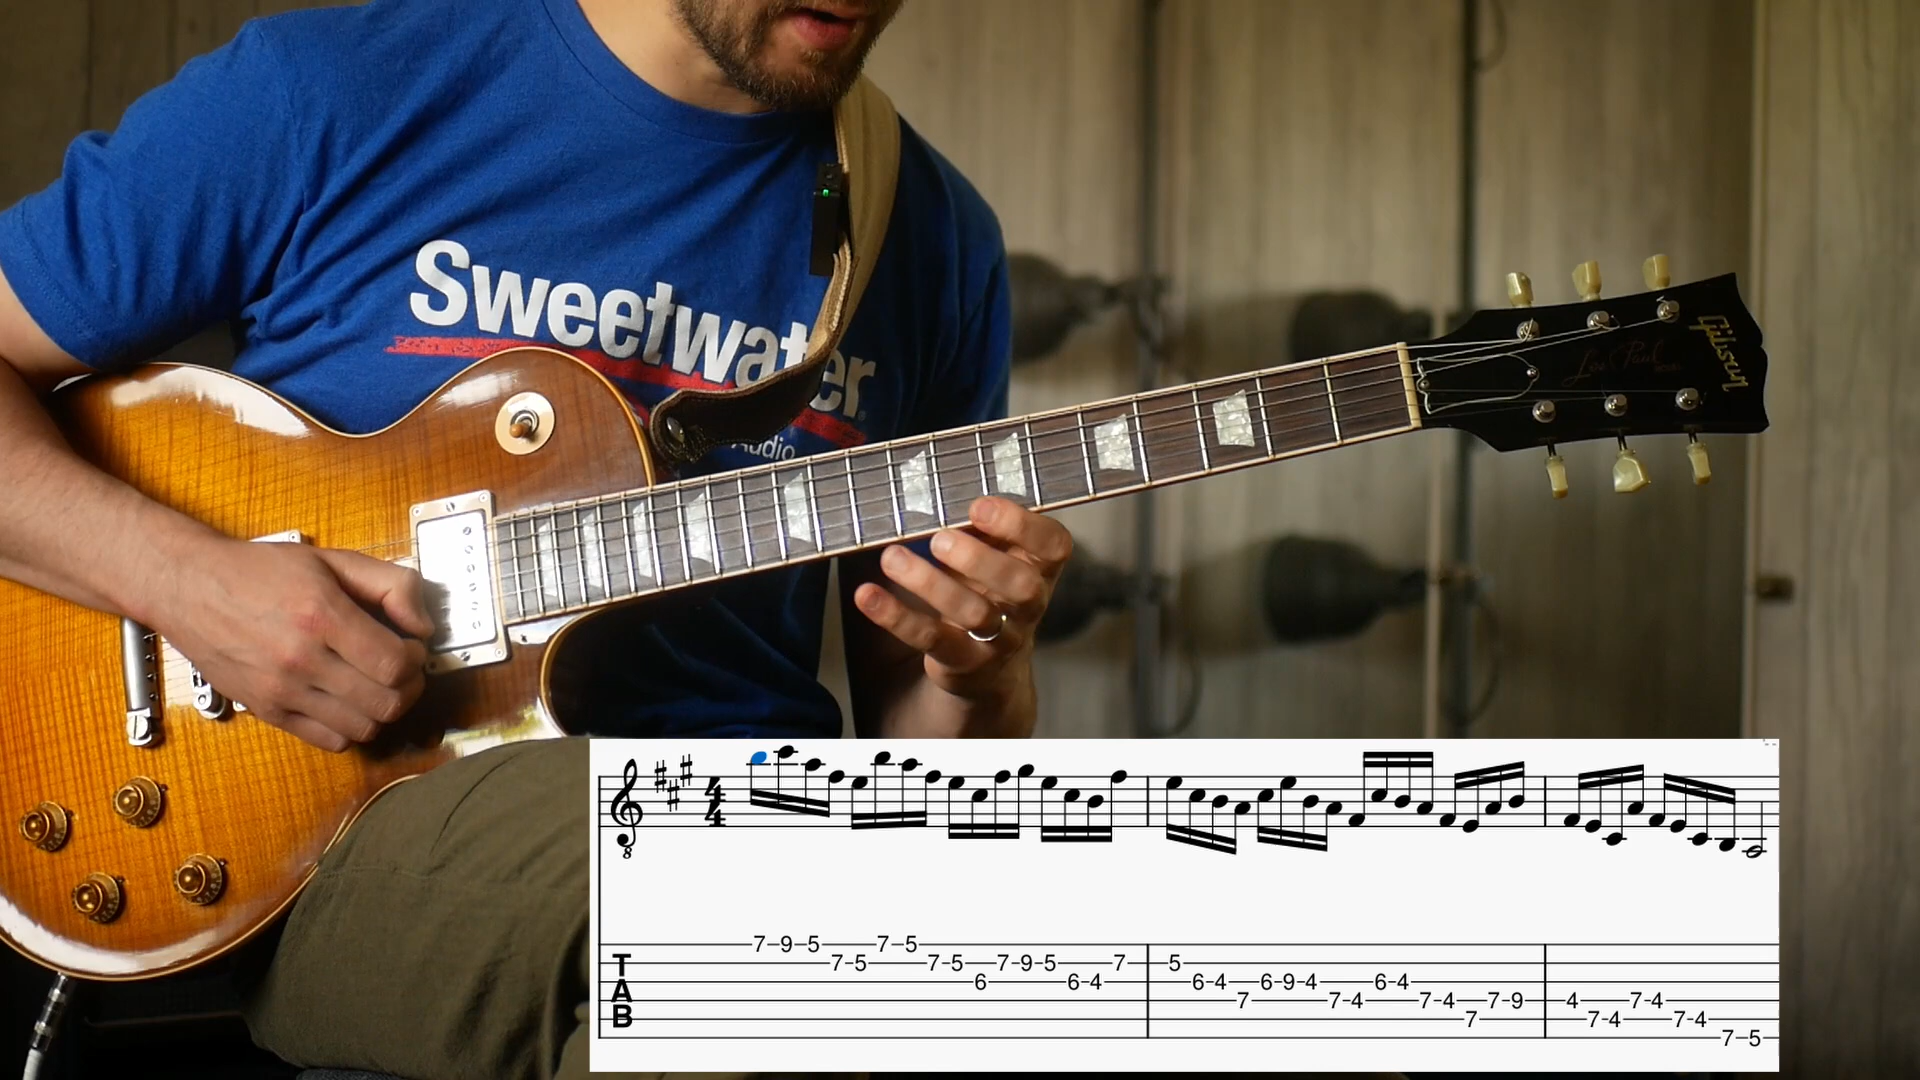 Sweetwater
Audio
Gibson
Les Paul
4
4
8
7-9-5 7-5
7-5 7-5 7-9-5 7 5
6 6-4 6-4 6-9-4 6-4
7 7-4 7-4 7-9 4 7-4
7 7-4 7-4
7-5
T
A
B